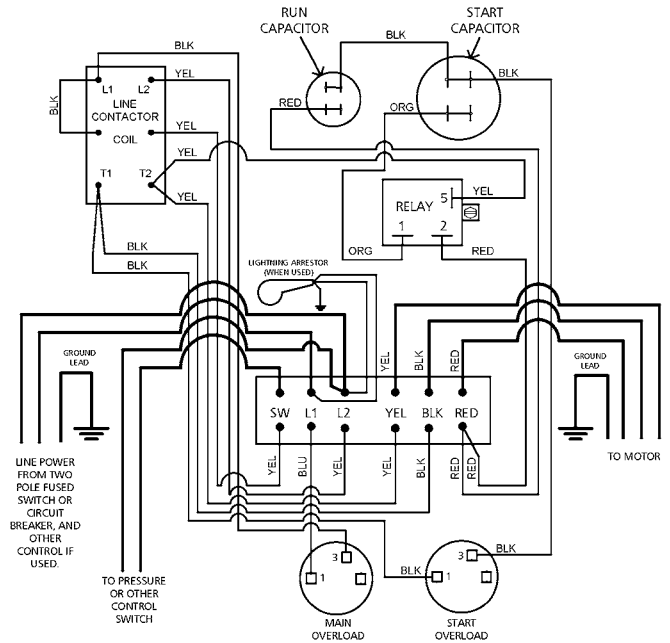 RUN
CAPACITOR
START
CAPACITOR
BLK
BLK
BLK
YEL
L1
L2
LINE
CONTACTOR
BLK
RED
ORG
YEL
COIL
YEL
T1
T2
YEL
5
YEL
RELAY
1
2
BLK
ORG
RED
BLK
LIGHTNING ARRESTOR
(WHEN USED)
GROUND
LEAD
YEL
BLK
RED
GROUND
LEAD
SW
L1
L2
YEL
BLK
RED
TO MOTOR
LINE POWER
FROM TWO
POLE FUSED
SWITCH OR
CIRCUIT
BREAKER, AND
OTHER
CONTROL IF
USED.
YEL
BLU
YEL
YEL
BLK
RED
RED
TO PRESSURE
OR OTHER
CONTROL
SWITCH
3
1
MAIN
OVERLOAD
BLK
3
BLK
1
START
OVERLOAD